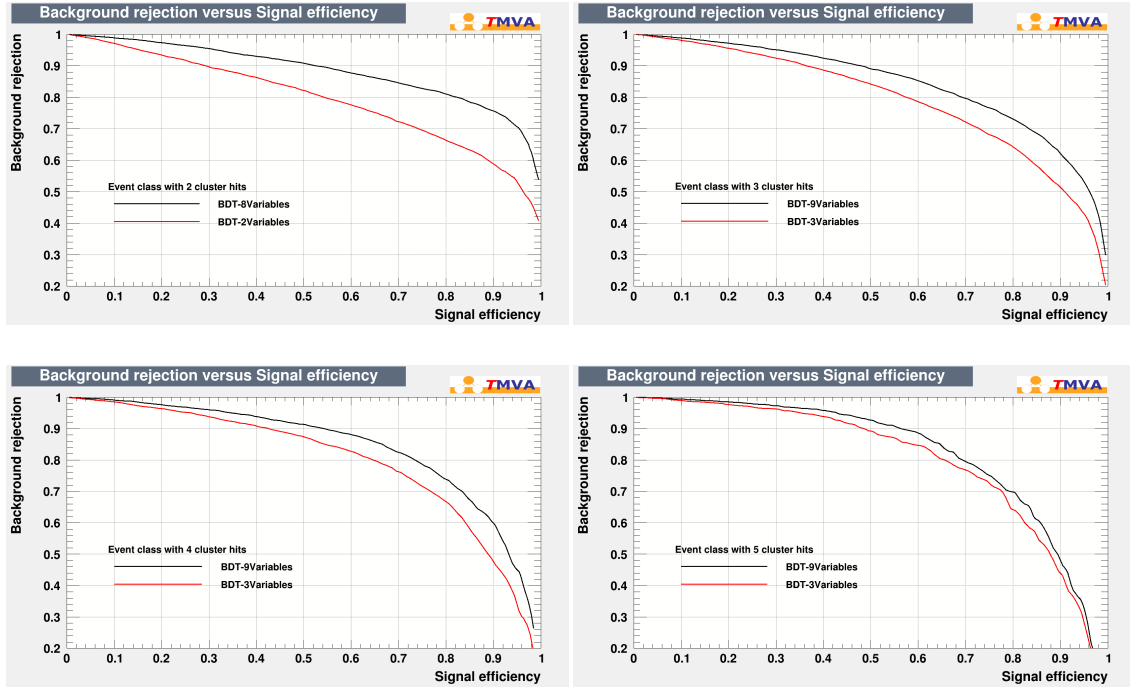 Background rejection versus Signal efficiency
TMVA
Background rejection
1
0.9
0.8
0.7
0.6
0.5
0.4
0.3
0.2
Event class with 2 cluster hits
BDT-8Variables
BDT-2Variables
0 0.1 0.2 0.3 0.4 0.5 0.6 0.7 0.8 0.9 1
Signal efficiency
Background rejection versus Signal efficiency
TMVA
Background rejection
1
0.9
0.8
0.7
0.6
0.5
0.4
0.3
0.2
Event class with 3 cluster hits
BDT-9Variables
BDT-3Variables
0 0.1 0.2 0.3 0.4 0.5 0.6 0.7 0.8 0.9 1
Signal efficiency
Background rejection versus Signal efficiency
TMVA
Background rejection
1
0.9
0.8
0.7
0.6
0.5
0.4
0.3
0.2
Event class with 4 cluster hits
BDT-9Variables
BDT-3Variables
0 0.1 0.2 0.3 0.4 0.5 0.6 0.7 0.8 0.9 1
Signal efficiency
Background rejection versus Signal efficiency
TMVA
Background rejection
1
0.9
0.8
0.7
0.6
0.5
0.4
0.3
0.2
Event class with 5 cluster hits
BDT-9Variables
BDT-3Variables
0 0.1 0.2 0.3 0.4 0.5 0.6 0.7 0.8 0.9 1
Signal efficiency